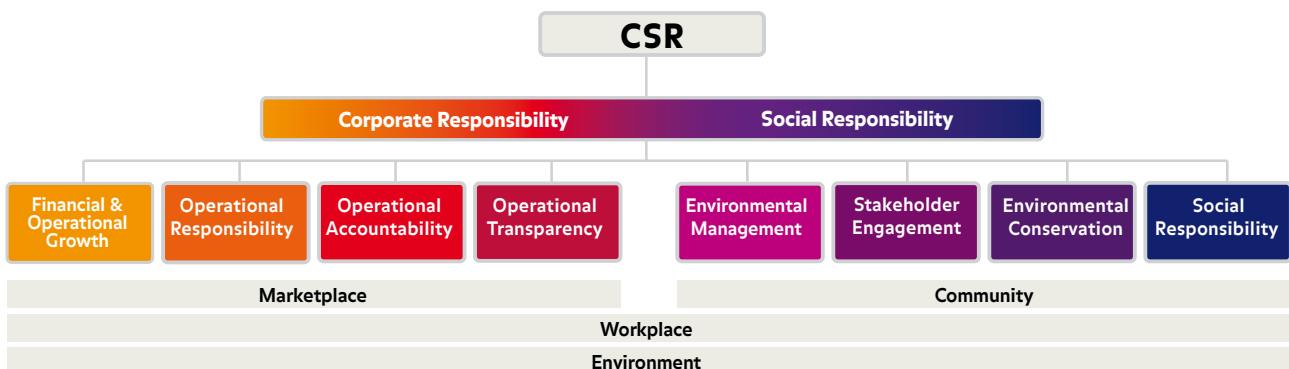 CSR
Corporate Responsibility
Social Responsibility
Financial &
Operational
Growth
Operational
Responsibility
Operational
Accountability
Operational
Transparency
Environmental
Management
Stakeholder
Engagement
Environmental
Conservation
Social
Responsibility
Marketplace
Community
Workplace
Environment